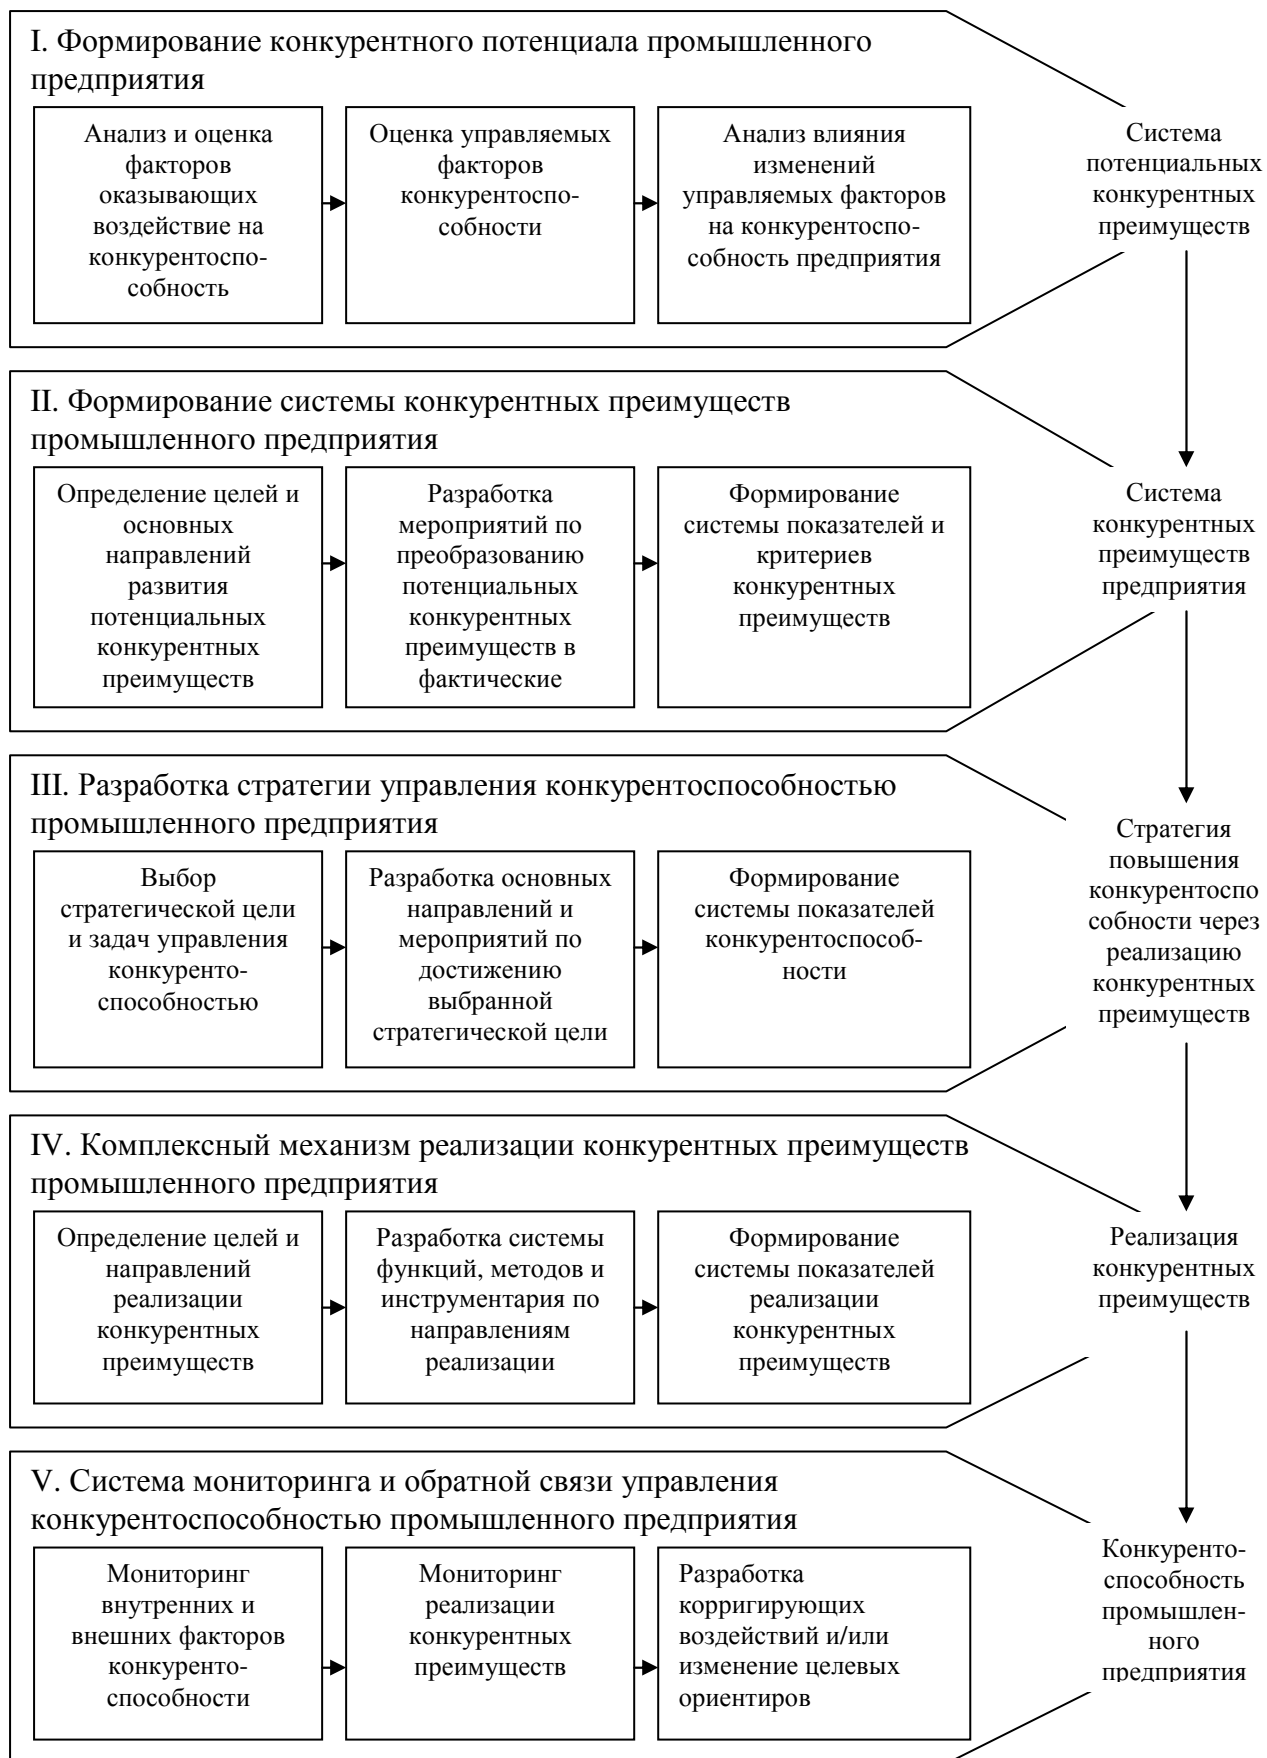 I. Формирование конкурентного потенциала промышленного
предприятия
Анализ и оценка
факторов
оказывающих
воздействие на
конкурентоспо-
собность
Оценка управляемых
факторов
конкурентоспо-
собности
Анализ влияния
изменений
управляемых факторов
на конкурентоспо-
собность предприятия
Система
потенциальных
конкурентных
преимуществ
II. Формирование системы конкурентных преимуществ
промышленного предприятия
Определение целей и
основных
направлений
развития
потенциальных
конкурентных
преимуществ
Разработка
мероприятий по
преобразованию
потенциальных
конкурентных
преимуществ в
фактические
Формирование
системы показателей и
критериев
конкурентных
преимуществ
Система
конкурентных
преимуществ
предприятия
III. Разработка стратегии управления конкурентоспособностью
промышленного предприятия
Выбор
стратегической цели
и задач управления
конкуренто-
способностью
Разработка основных
направлений и
мероприятий по
достижению
выбранной
стратегической цели
Формирование
системы показателей
конкурентоспособ-
ности
Стратегия
повышения
конкурентоспо
собности через
реализацию
конкурентных
преимуществ
IV. Комплексный механизм реализации конкурентных преимуществ
промышленного предприятия
Определение целей и
направлений
реализации
конкурентных
преимуществ
Разработка системы
функций, методов и
инструментария по
направлениям
реализации
Формирование
системы показателей
реализации
конкурентных
преимуществ
Реализация
конкурентных
преимуществ
V. Система мониторинга и обратной связи управления
конкурентоспособностью промышленного предприятия
Мониторинг
внутренних и
внешних факторов
конкуренто-
способности
Мониторинг
реализации
конкурентных
преимуществ
Разработка
корригирующих
воздействий и/или
изменение целевых
ориентиров
Конкуренто-
способность
промышлен-
ного
предприятия